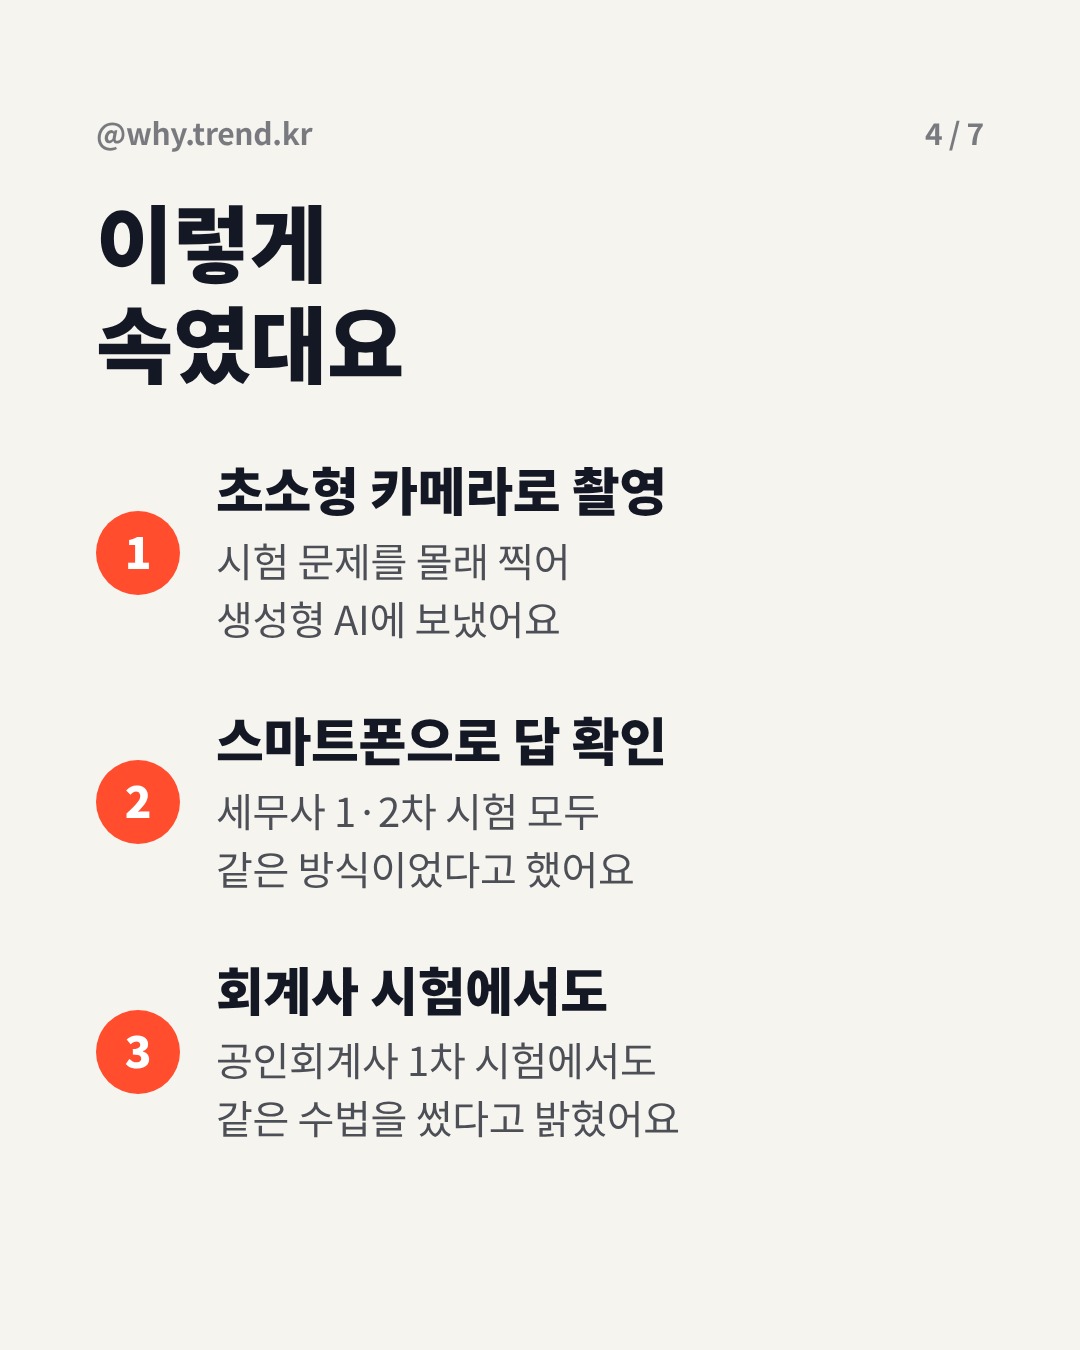 @why.trend.kr
4 / 7
이렇게
속였대요
1
초소형 카메라로 촬영
시험 문제를 몰래 찍어
생성형 AI에 보냈어요
2
스마트폰으로 답 확인
세무사 1·2차 시험 모두
같은 방식이었다고 했어요
3
회계사 시험에서도
공인회계사 1차 시험에서도
같은 수법을 썼다고 밝혔어요